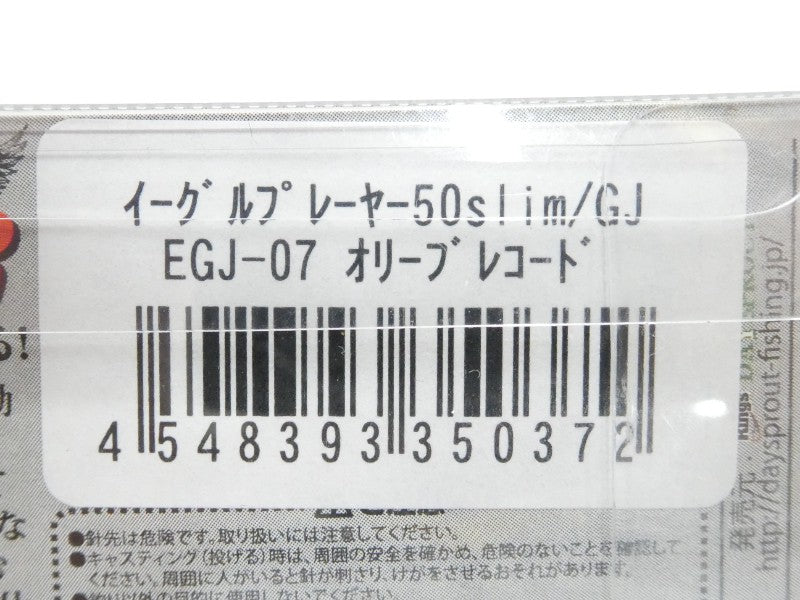 ｲｰｸﾞﾙﾌﾟﾚｰﾔｰ50slim/GJ
EGJ-07 ｵﾘｰﾌﾞﾚｺｰﾄﾞ
4 548393 350372
●針先は危険です。取り扱いには注意してください。
●キャスティング（投げる）時は、周囲の安全を確かめ、危険のないことを確認して
ください。周囲に人がいると針が刺さり、けがをさせるおそれがあります。
発売元
http://daysprout-fishing.jp/